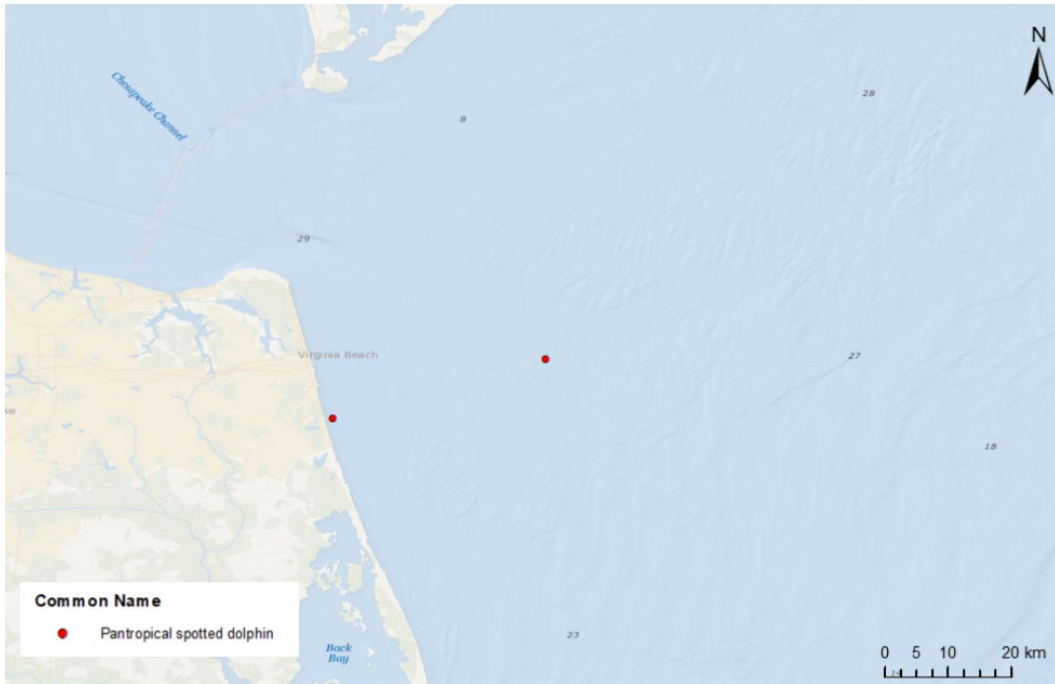 N
Chesapeake Channel
28
8
29
Virginia Beach
27
18
Common Name
Pantropical spotted dolphin
Back
Bay
23
0 5 10 20 km